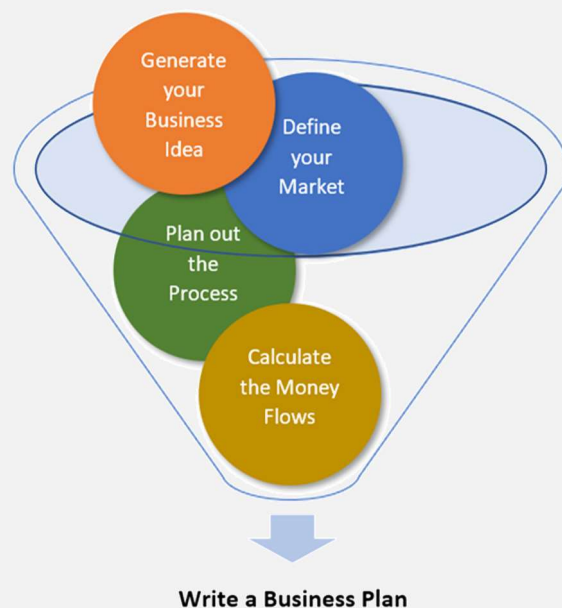 Generate
your
Business
Idea
Define
your
Market
Plan out
the
Process
Calculate
the Money
Flows
Write a Business Plan